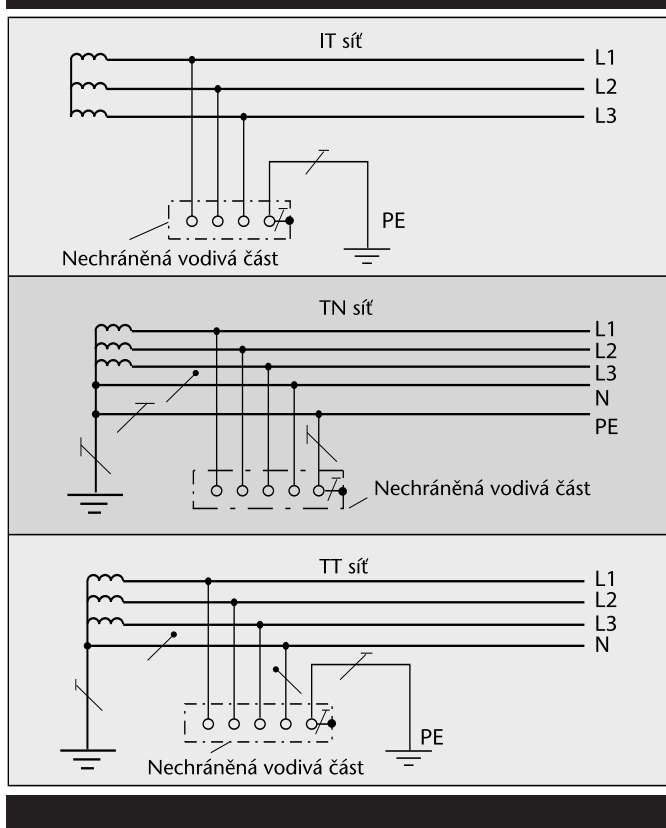 IT síť
L1
L2
L3
PE
Nechráněná vodivá část
TN síť
L1
L2
L3
N
PE
Nechráněná vodivá část
TT síť
L1
L2
L3
N
PE
Nechráněná vodivá část